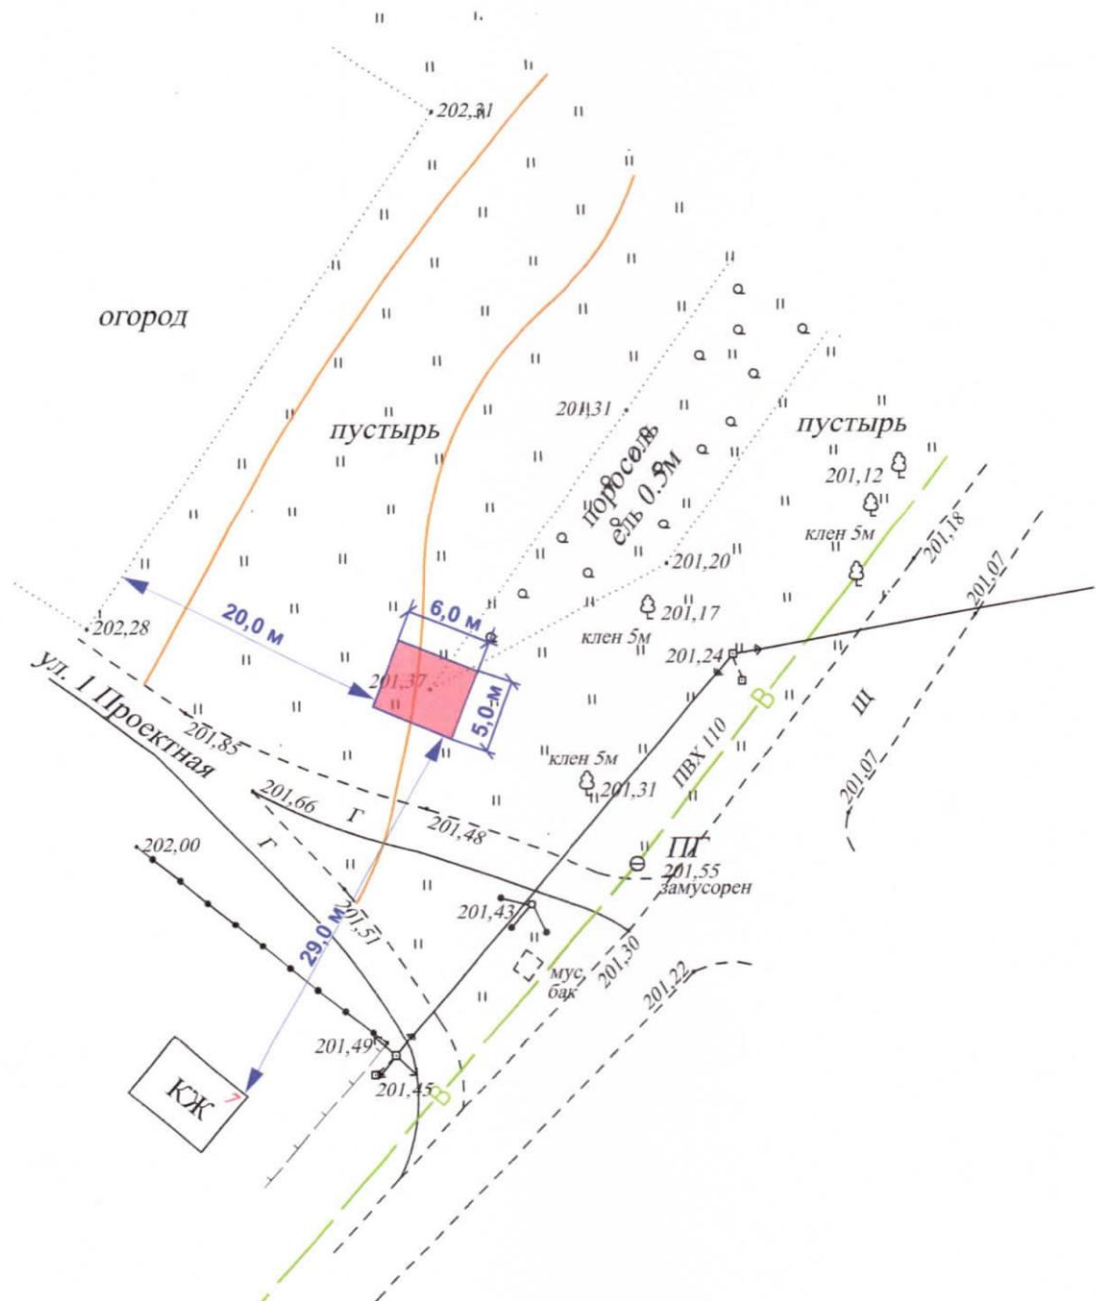 202,31
огород
201,31
пустырь
пустырь
201,12
поросль
ель 0.5м
клен 5м
201,18
201,20
201,07
6,0 м
201,17
20,0 м
202,28
клен 5м
201,24
ул. 1 Проектная
201,37
5,0 м
В
Щ
201,85
ПВХ 110
клен 5м
201,31
201,07
201,66
Г
201,48
Г
202,00
ПГ
201,55
замусорен
201,43
201,51
29,0 м
мус.
бак
201,30
201,22
201,49
201,45
В
КЖ
7